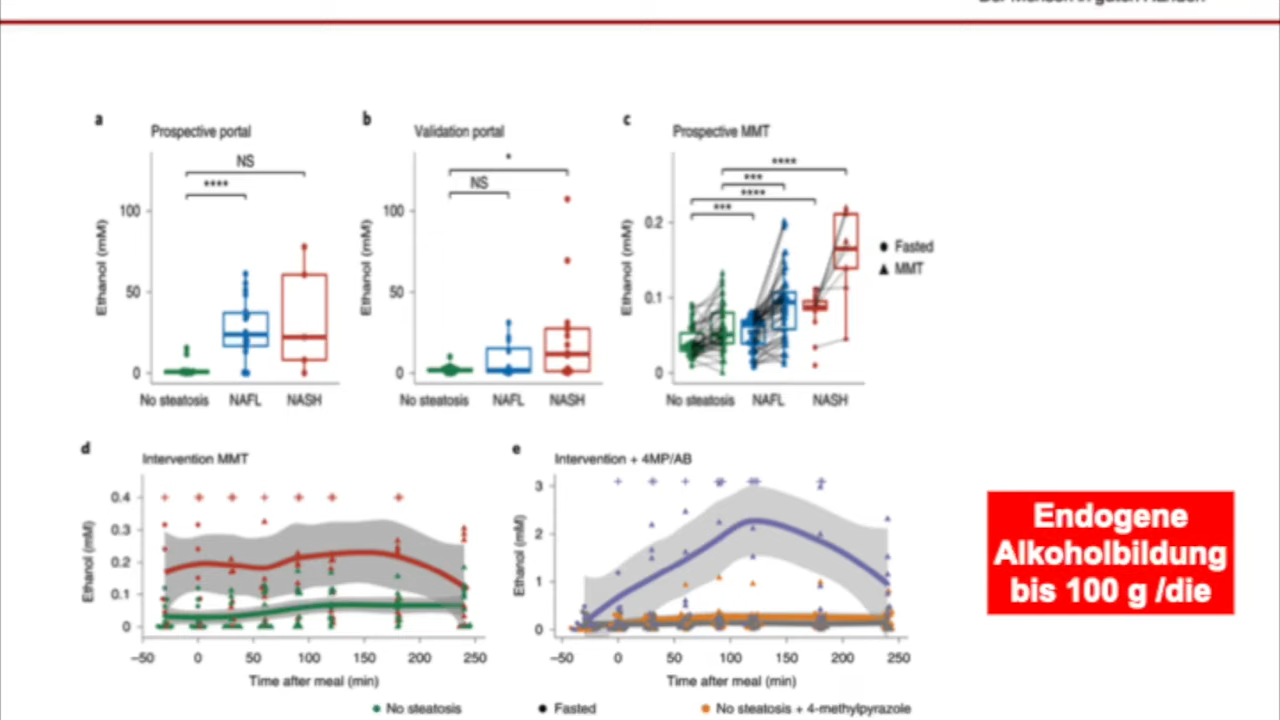 a
Prospective portal
NS
****
100
50
0
Ethanol (mM)
No steatosis
NAFL
NASH
b
Validation portal
*
NS
100
50
0
Ethanol (mM)
No steatosis
NAFL
NASH
c
Prospective MMT
****
***
****
***
0.2
0.1
0
Ethanol (mM)
No steatosis
NAFL
NASH
Fasted
MMT
d
Intervention MMT
0.4
0.3
0.2
0.1
0
Ethanol (mM)
–50 0 50 100 150 200 250
Time after meal (min)
e
Intervention + 4MP/AB
3
2
1
0
Ethanol (mM)
–50 0 50 100 150 200 250
Time after meal (min)
Endogene
Alkoholbildung
bis 100 g /die
No steatosis
Fasted
No steatosis + 4-methylpyrazole